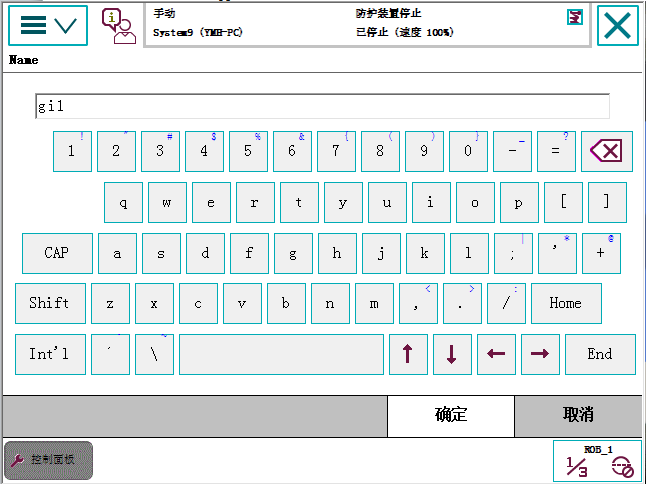 手动 防护装置停止
System9 (YMH-PC) 已停止 (速度 100%)
Name
gil
! " # $ % & { ( ) } _ ?
1 2 3 4 5 6 7 8 9 0 - =
q w e r t y u i o p [ ]
| * @
CAP a s d f g h j k l ; ' +
< > :
Shift z x c v b n m , . / Home
` ~
Int'l ´ \ End
确定 取消
控制面板 ROB_1
1/3